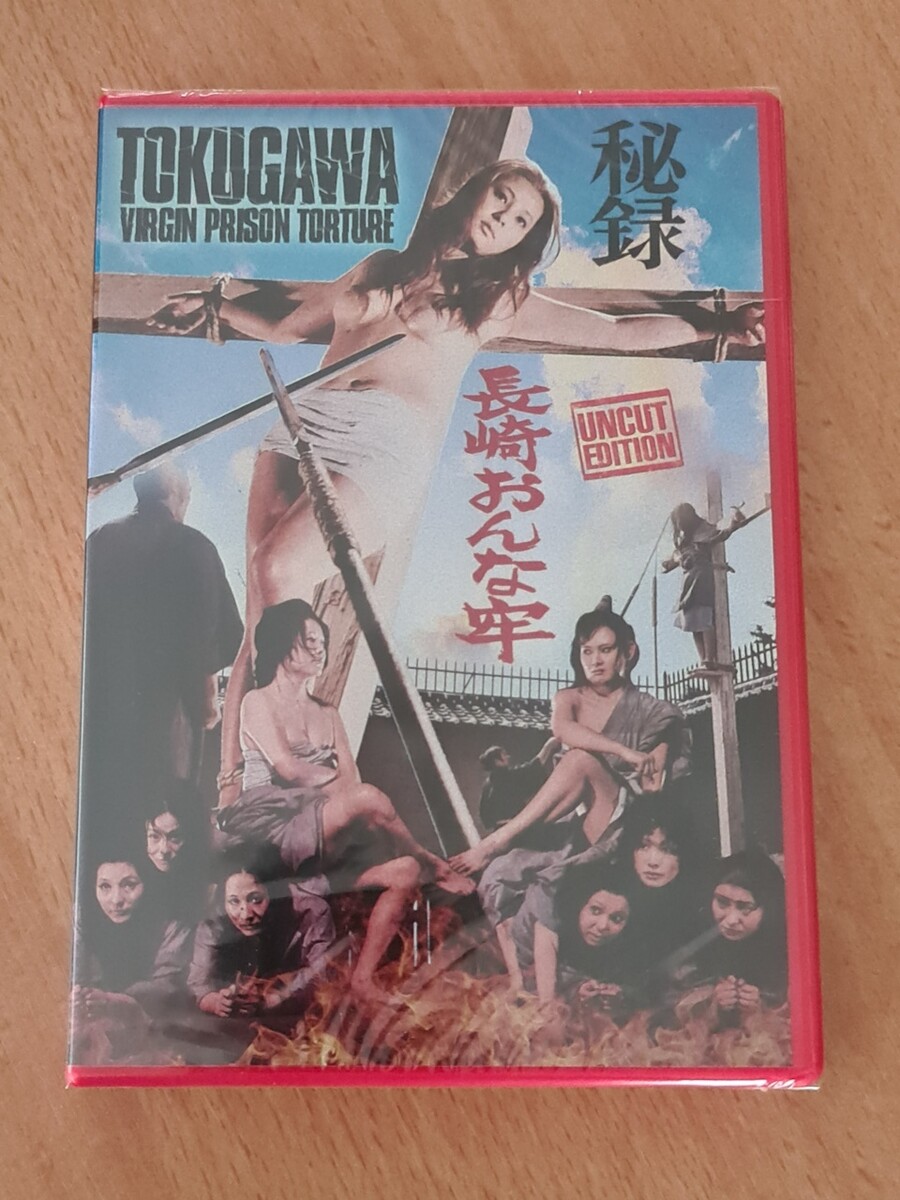 TOKUGAWA
VIRGIN PRISON TORTURE
秘録
長崎おんな牢
UNCUT
EDITION